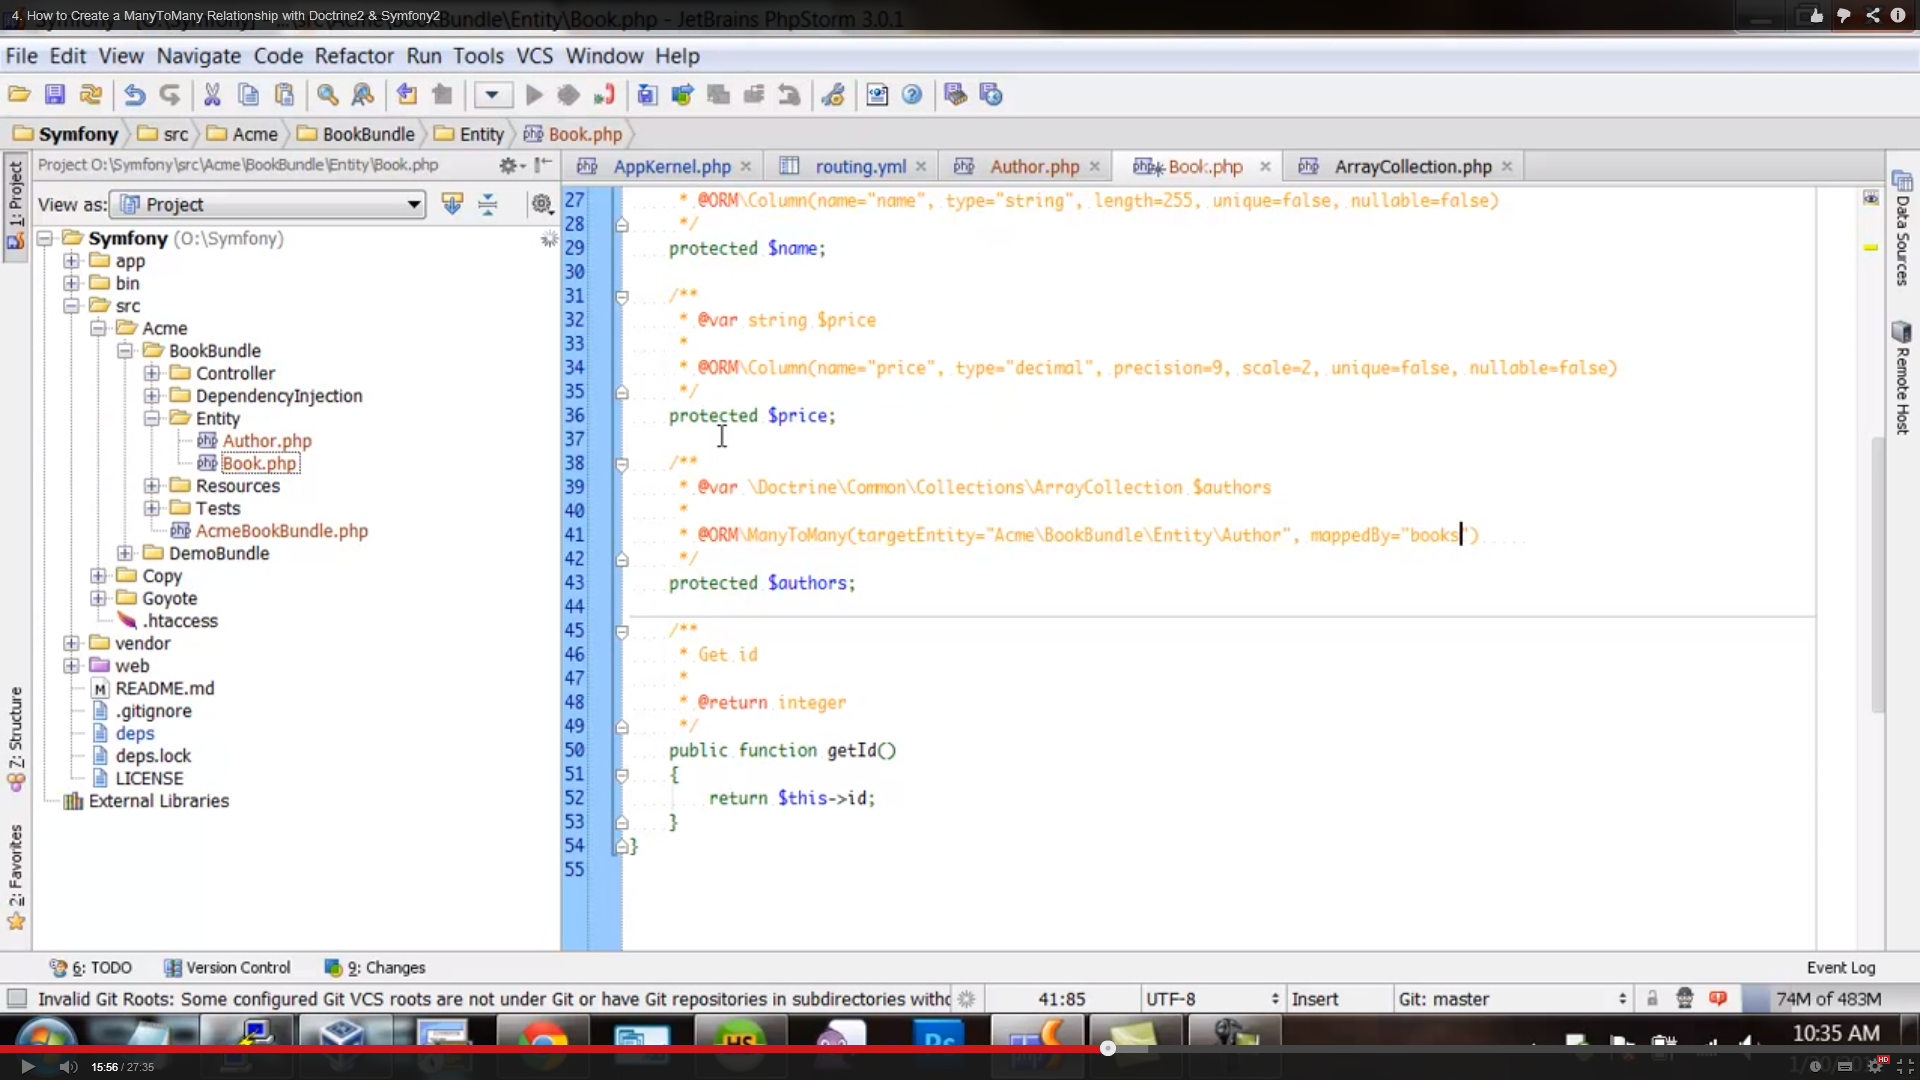 4. How to Create a ManyToMany Relationship with Doctrine2 & Symfony2
BookBundle\Entity\Book.php - JetBrains PhpStorm 3.0.1
File Edit View Navigate Code Refactor Run Tools VCS Window Help
Symfony src Acme BookBundle Entity Book.php
Project O:\Symfony\src\Acme\BookBundle\Entity\Book.php
AppKernel.php routing.yml Author.php Book.php ArrayCollection.php
1: Project
View as: Project
Symfony (O:\Symfony)
app
bin
src
Acme
BookBundle
Controller
DependencyInjection
Entity
Author.php
Book.php
Resources
Tests
AcmeBookBundle.php
DemoBundle
Copy
Goyote
.htaccess
vendor
web
README.md
.gitignore
deps
deps.lock
LICENSE
External Libraries
Z: Structure
2: Favorites
27 * @ORM\Column(name="name", type="string", length=255, unique=false, nullable=false)
28 */
29 protected $name;
30
31 /**
32 * @var string $price
33 *
34 * @ORM\Column(name="price", type="decimal", precision=9, scale=2, unique=false, nullable=false)
35 */
36 protected $price;
37
38 /**
39 * @var \Doctrine\Common\Collections\ArrayCollection $authors
40 *
41 * @ORM\ManyToMany(targetEntity="Acme\BookBundle\Entity\Author", mappedBy="books")
42 */
43 protected $authors;
44
45 /**
46 * Get id
47 *
48 * @return integer
49 */
50 public function getId()
51 {
52 return $this->id;
53 }
54 }
55
Data Sources
Remote Host
6: TODO Version Control 9: Changes Event Log
Invalid Git Roots: Some configured Git VCS roots are not under Git or have Git repositories in subdirectories 41:85 UTF-8 Insert Git: master 74M of 483M
10:35 AM
15:56 / 27:35
HD